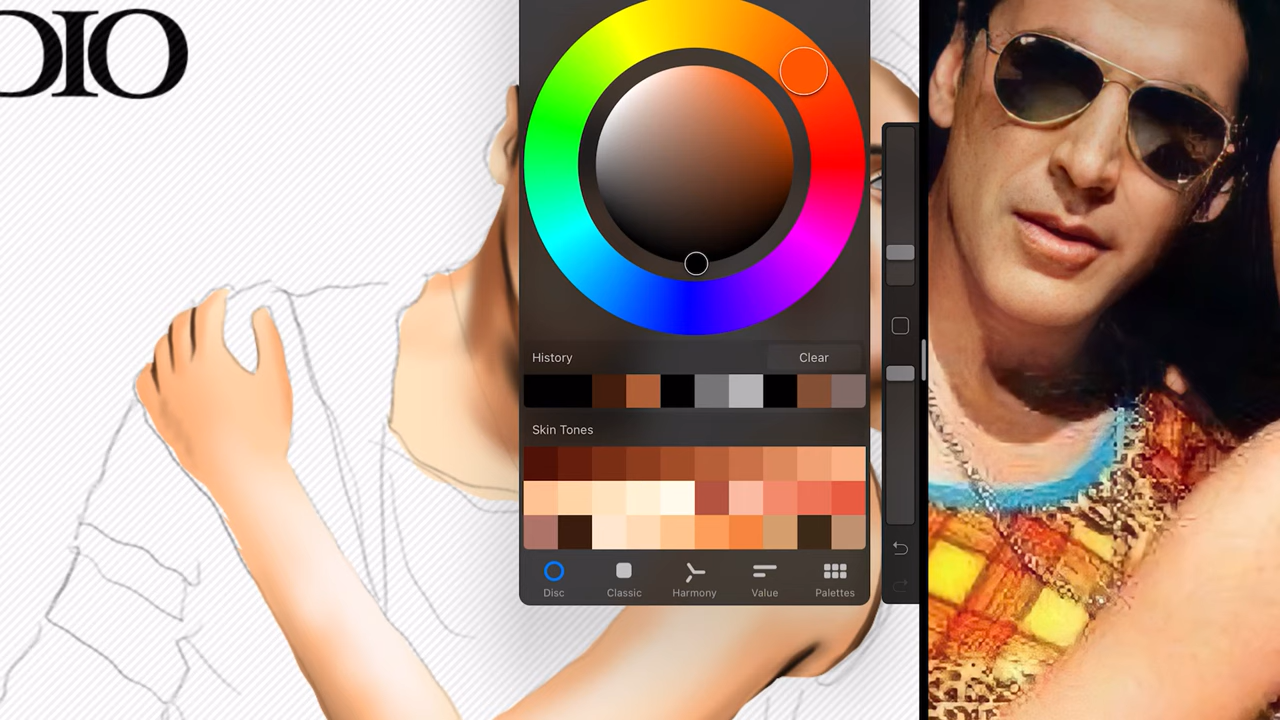 DIO
History
Clear
Skin Tones
Disc
Classic
Harmony
Value
Palettes